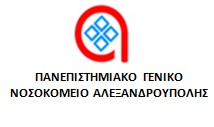 ΠΑΝΕΠΙΣΤΗΜΙΑΚΟ ΓΕΝΙΚΟ
ΝΟΣΟΚΟΜΕΙΟ ΑΛΕΞΑΝΔΡΟΥΠΟΛΗΣ